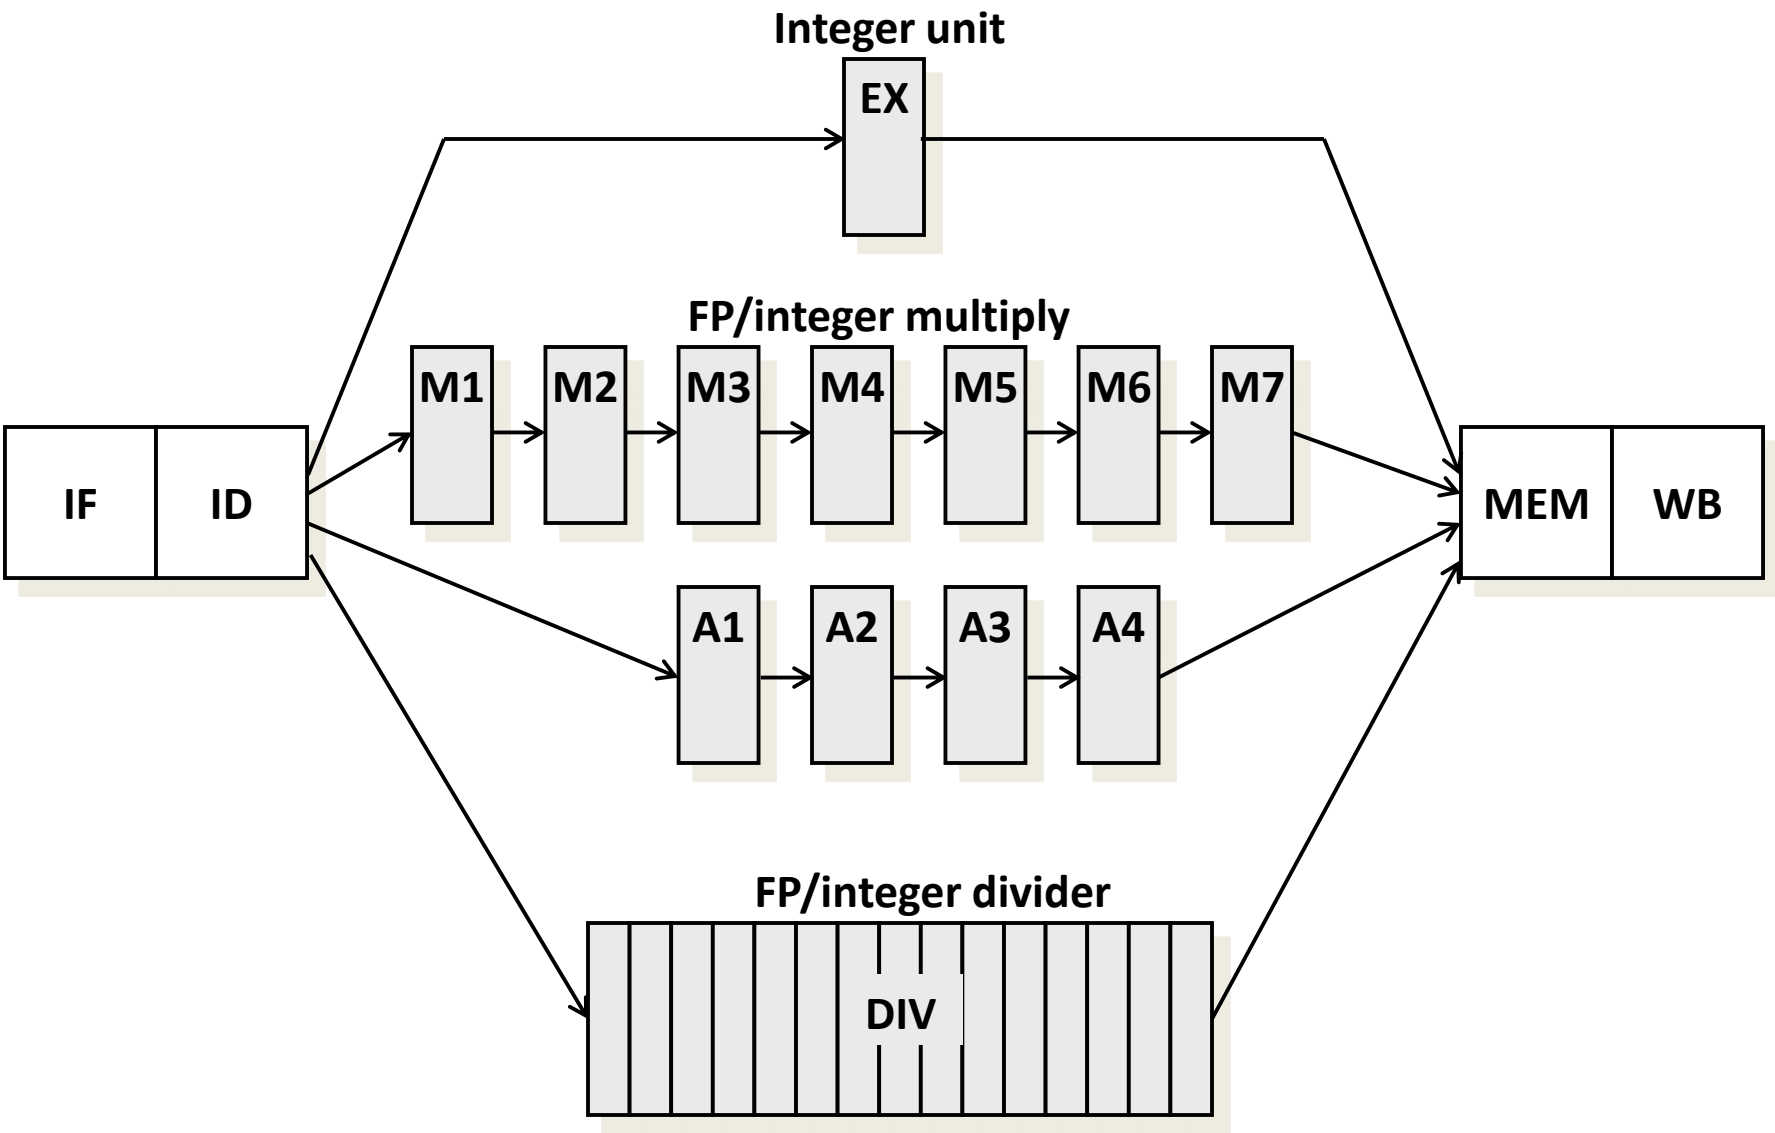 Integer unit
EX
FP/integer multiply
M1 M2 M3 M4 M5 M6 M7
IF ID
MEM WB
A1 A2 A3 A4
FP/integer divider
DIV